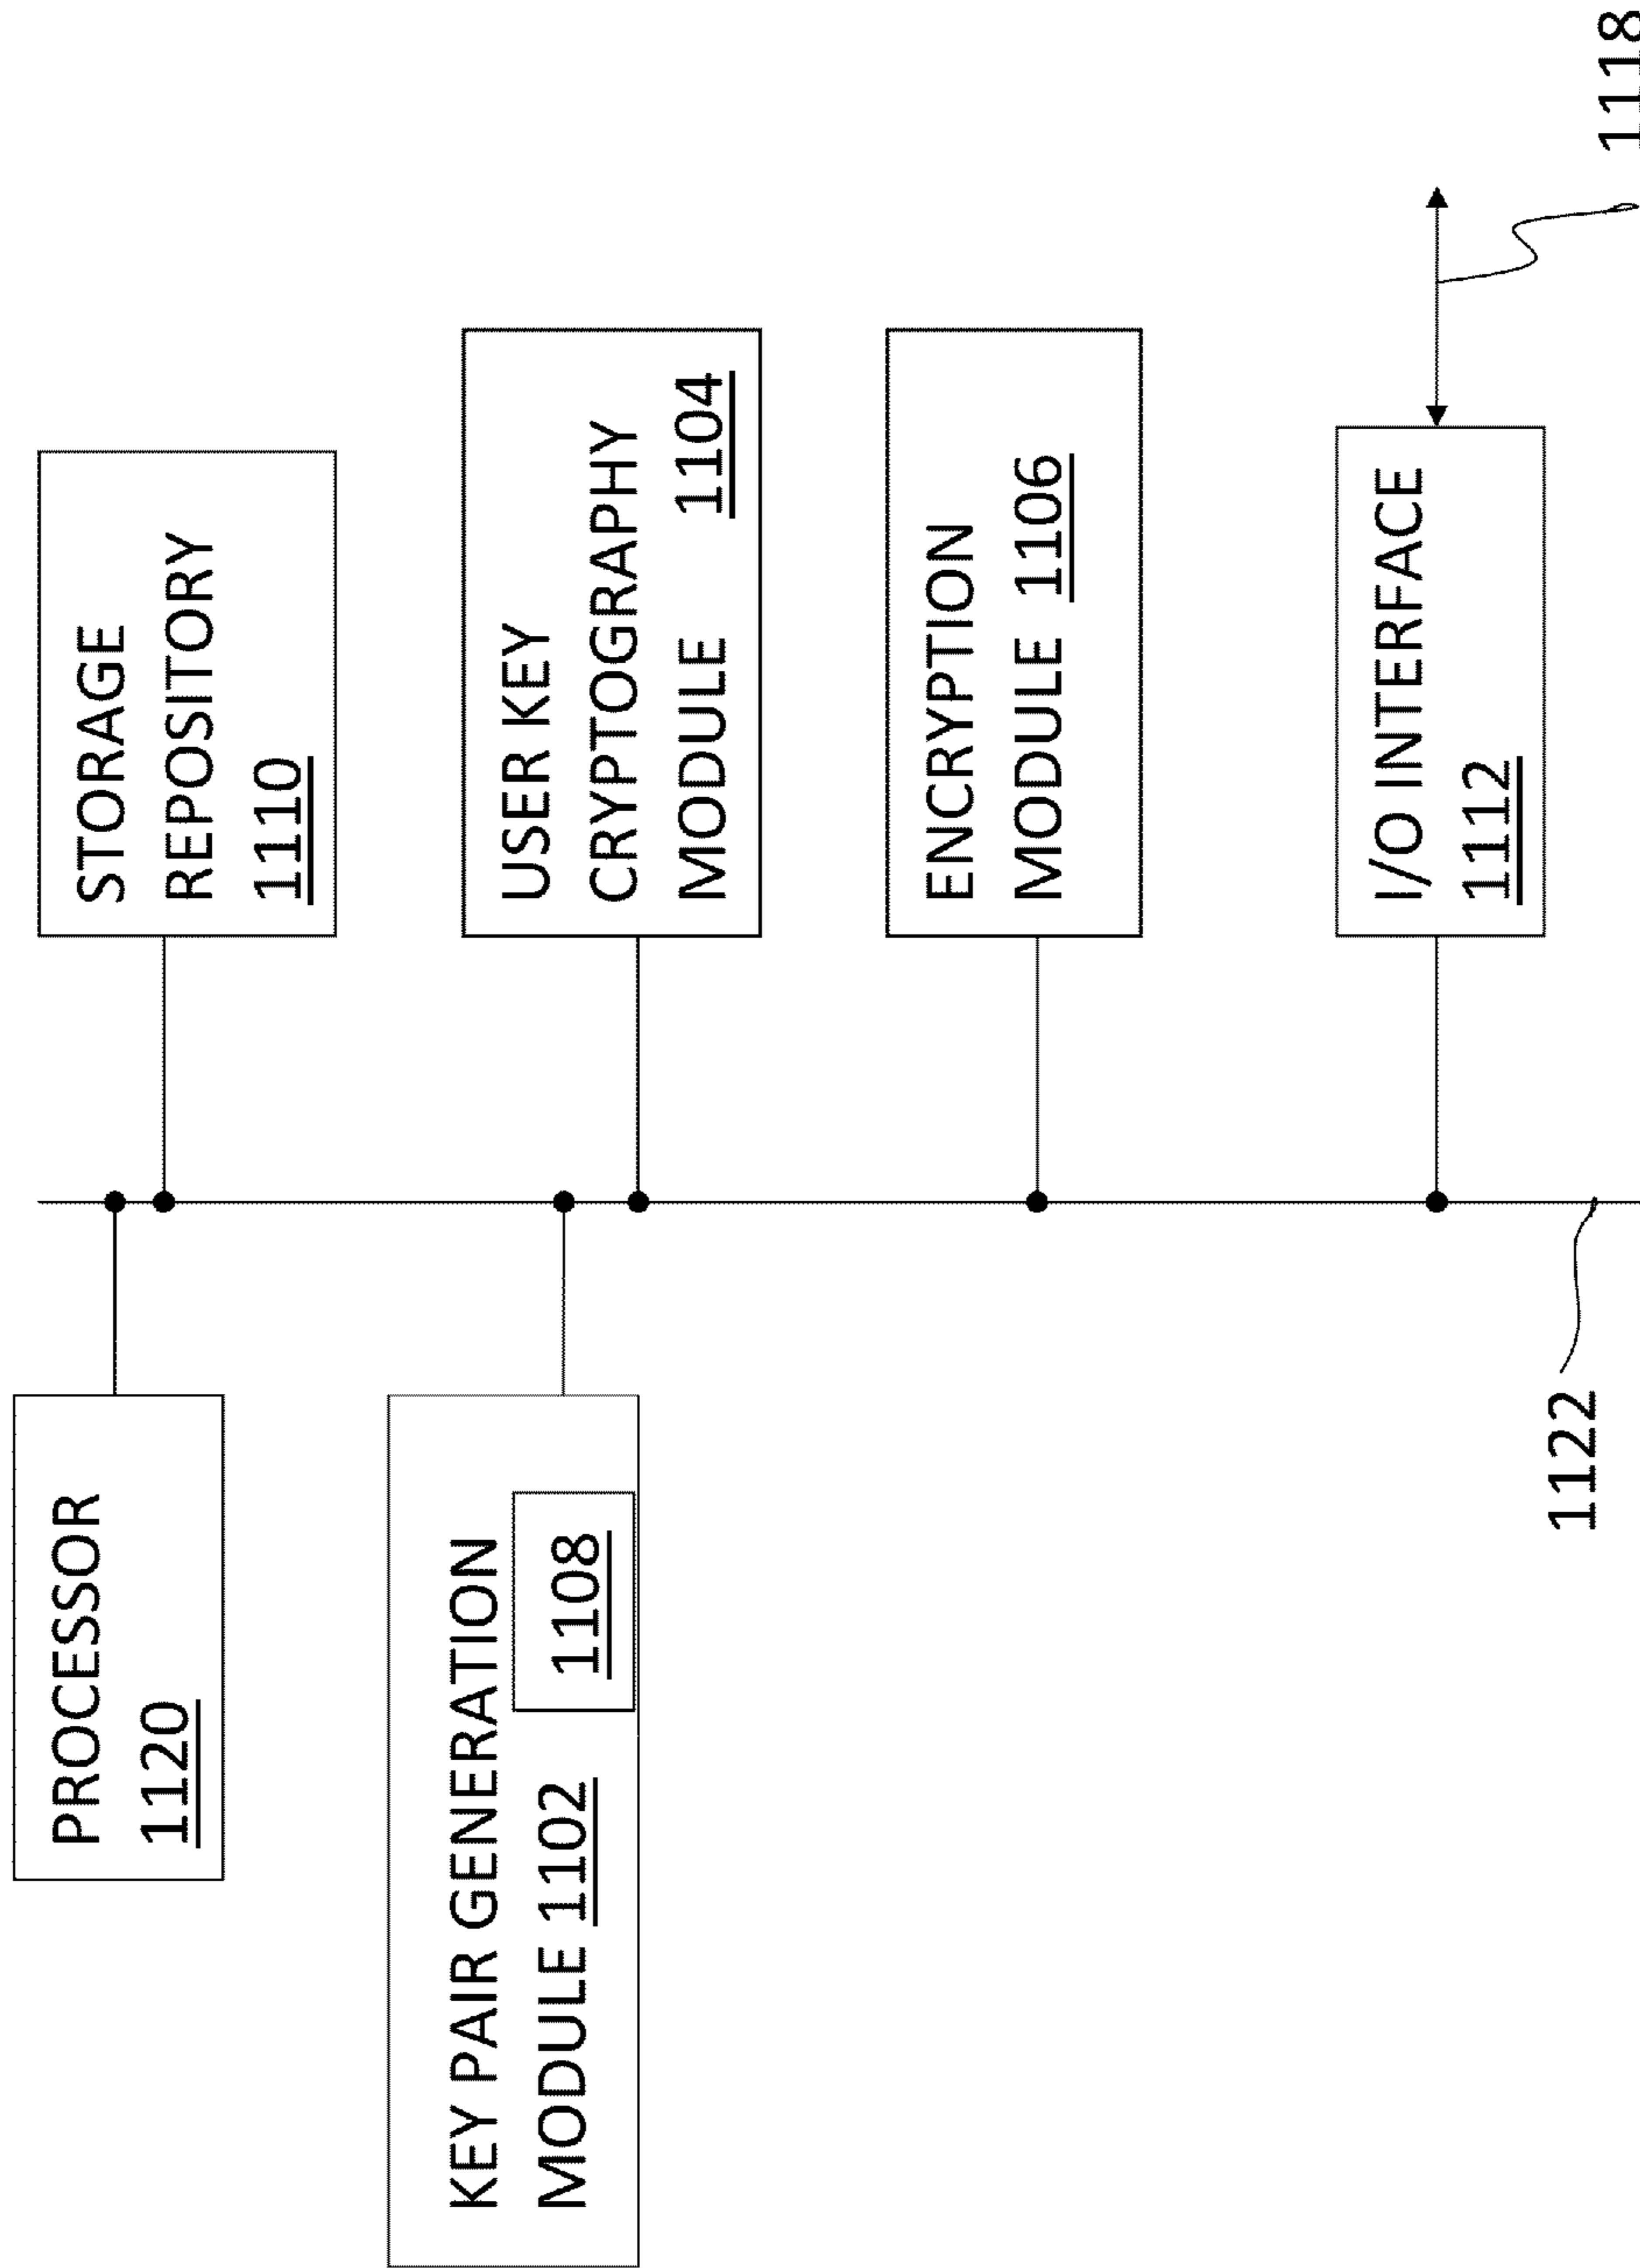 PROCESSOR
1120
KEY PAIR GENERATION
MODULE 1102
1108
STORAGE
REPOSITORY
1110
USER KEY
CRYPTOGRAPHY
MODULE 1104
ENCRYPTION
MODULE 1106
I/O INTERFACE
1112
1122
1118